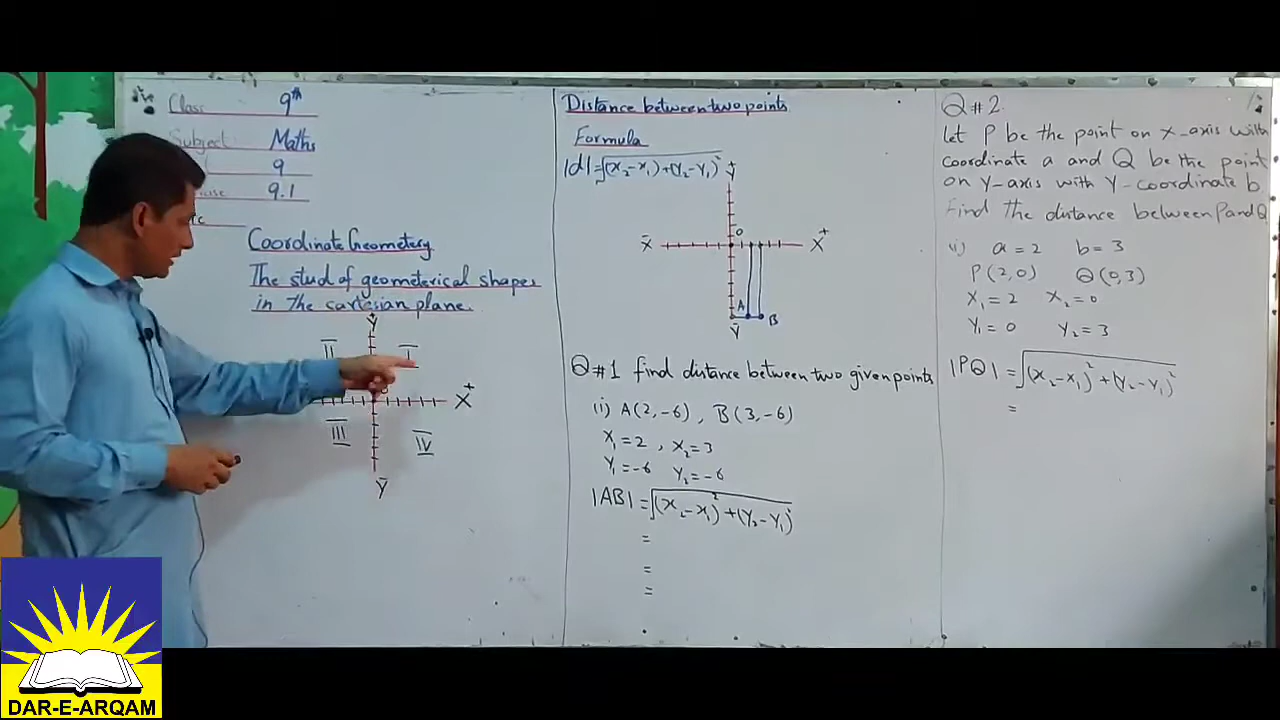 Class 9th
Subject Maths
9
9.1
Coordinate Geometery
The stud of geometerical shapes
in the cartesian plane.
Y+
II I
X+
III IV
Y-
Distance between two points
Formula
|d|=√(x₂-x₁)+(Y₂-Y₁)²
Y+
O
X- X+
A B
Y-
Q#1 find distance between two given points
(ii) A(2,-6), B(3,-6)
X₁=2, X₂=3
Y₁=-6 Y₂=-6
|AB| =√(X₂-X₁)²+(Y₂-Y₁)²
=
=
=
Q#2.
Let P be the point on x-axis with
coordinate a and Q be the point
on Y-axis with Y-coordinate b
Find the distance between P and Q
a=2 b=3
P(2,0) Q(0,3)
X₁=2 X₂=0
Y₁=0 Y₂=3
|PQ| =√(X₂-X₁)²+(Y₂-Y₁)²
=
DAR-E-ARQAM